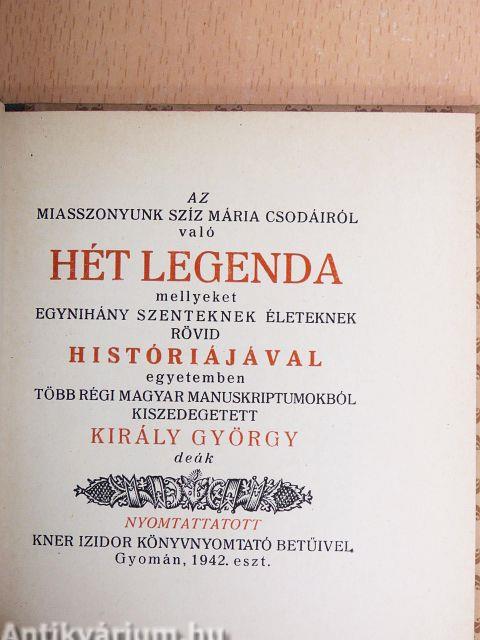 AZ
MIASSZONYUNK SZÍZ MÁRIA CSODÁIRÓL
való
HÉT LEGENDA
mellyeket
EGYNIHÁNY SZENTEKNEK ÉLETEKNEK
RÖVID
HISTÓRIÁJÁVAL
egyetemben
TÖBB RÉGI MAGYAR MANUSKRIPTUMOKBÓL
KISZEDEGETETT
KIRÁLY GYÖRGY
deák
NYOMTATTATOTT
KNER IZIDOR KÖNYVNYOMTATÓ BETŰIVEL
Gyomán, 1942. eszt.
Antikvárium.hu